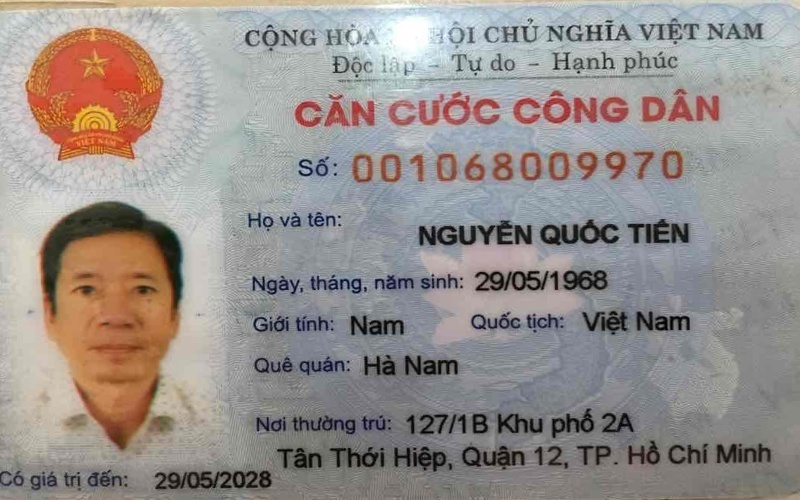 CỘNG HÒA HỘI CHỦ NGHĨA VIỆT NAM
Độc lập - Tự do - Hạnh phúc
CĂN CƯỚC CÔNG DÂN
Số: 001068009970
Họ và tên: NGUYỄN QUỐC TIẾN
Ngày, tháng, năm sinh: 29/05/1968
Giới tính: Nam Quốc tịch: Việt Nam
Quê quán: Hà Nam
Nơi thường trú: 127/1B Khu phố 2A
Tân Thới Hiệp, Quận 12, TP. Hồ Chí Minh
Có giá trị đến: 29/05/2028